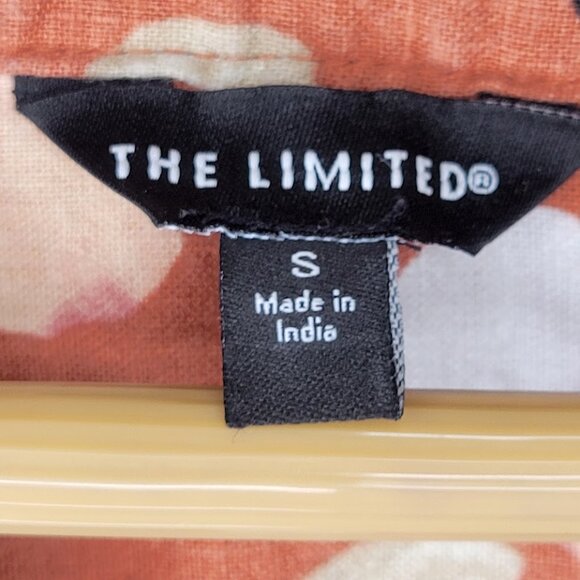 THE LIMITED®
S
Made in
India